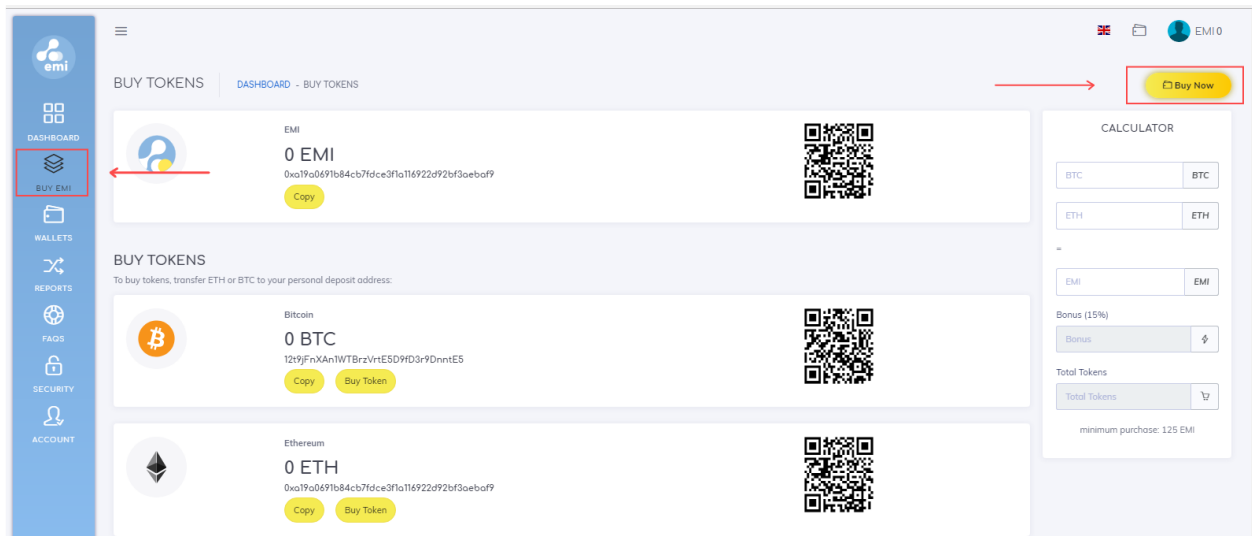 emi
EMI 0
BUY TOKENS
DASHBOARD - BUY TOKENS
Buy Now
DASHBOARD
BUY EMI
WALLETS
REPORTS
FAQS
SECURITY
ACCOUNT
EMI
0 EMI
0xa19a0691b84cb7fdce3f1a116922d92bf3aebaf9
Copy
BUY TOKENS
To buy tokens, transfer ETH or BTC to your personal deposit address:
Bitcoin
0 BTC
12t9jFnXAn1WTBrzVrtE5D9fD3r9DnntE5
Copy
Buy Token
Ethereum
0 ETH
0xa19a0691b84cb7fdce3f1a116922d92bf3aebaf9
Copy
Buy Token
CALCULATOR
BTC BTC
ETH ETH
=
EMI EMI
Bonus (15%)
Bonus
Total Tokens
Total Tokens
minimum purchase: 125 EMI